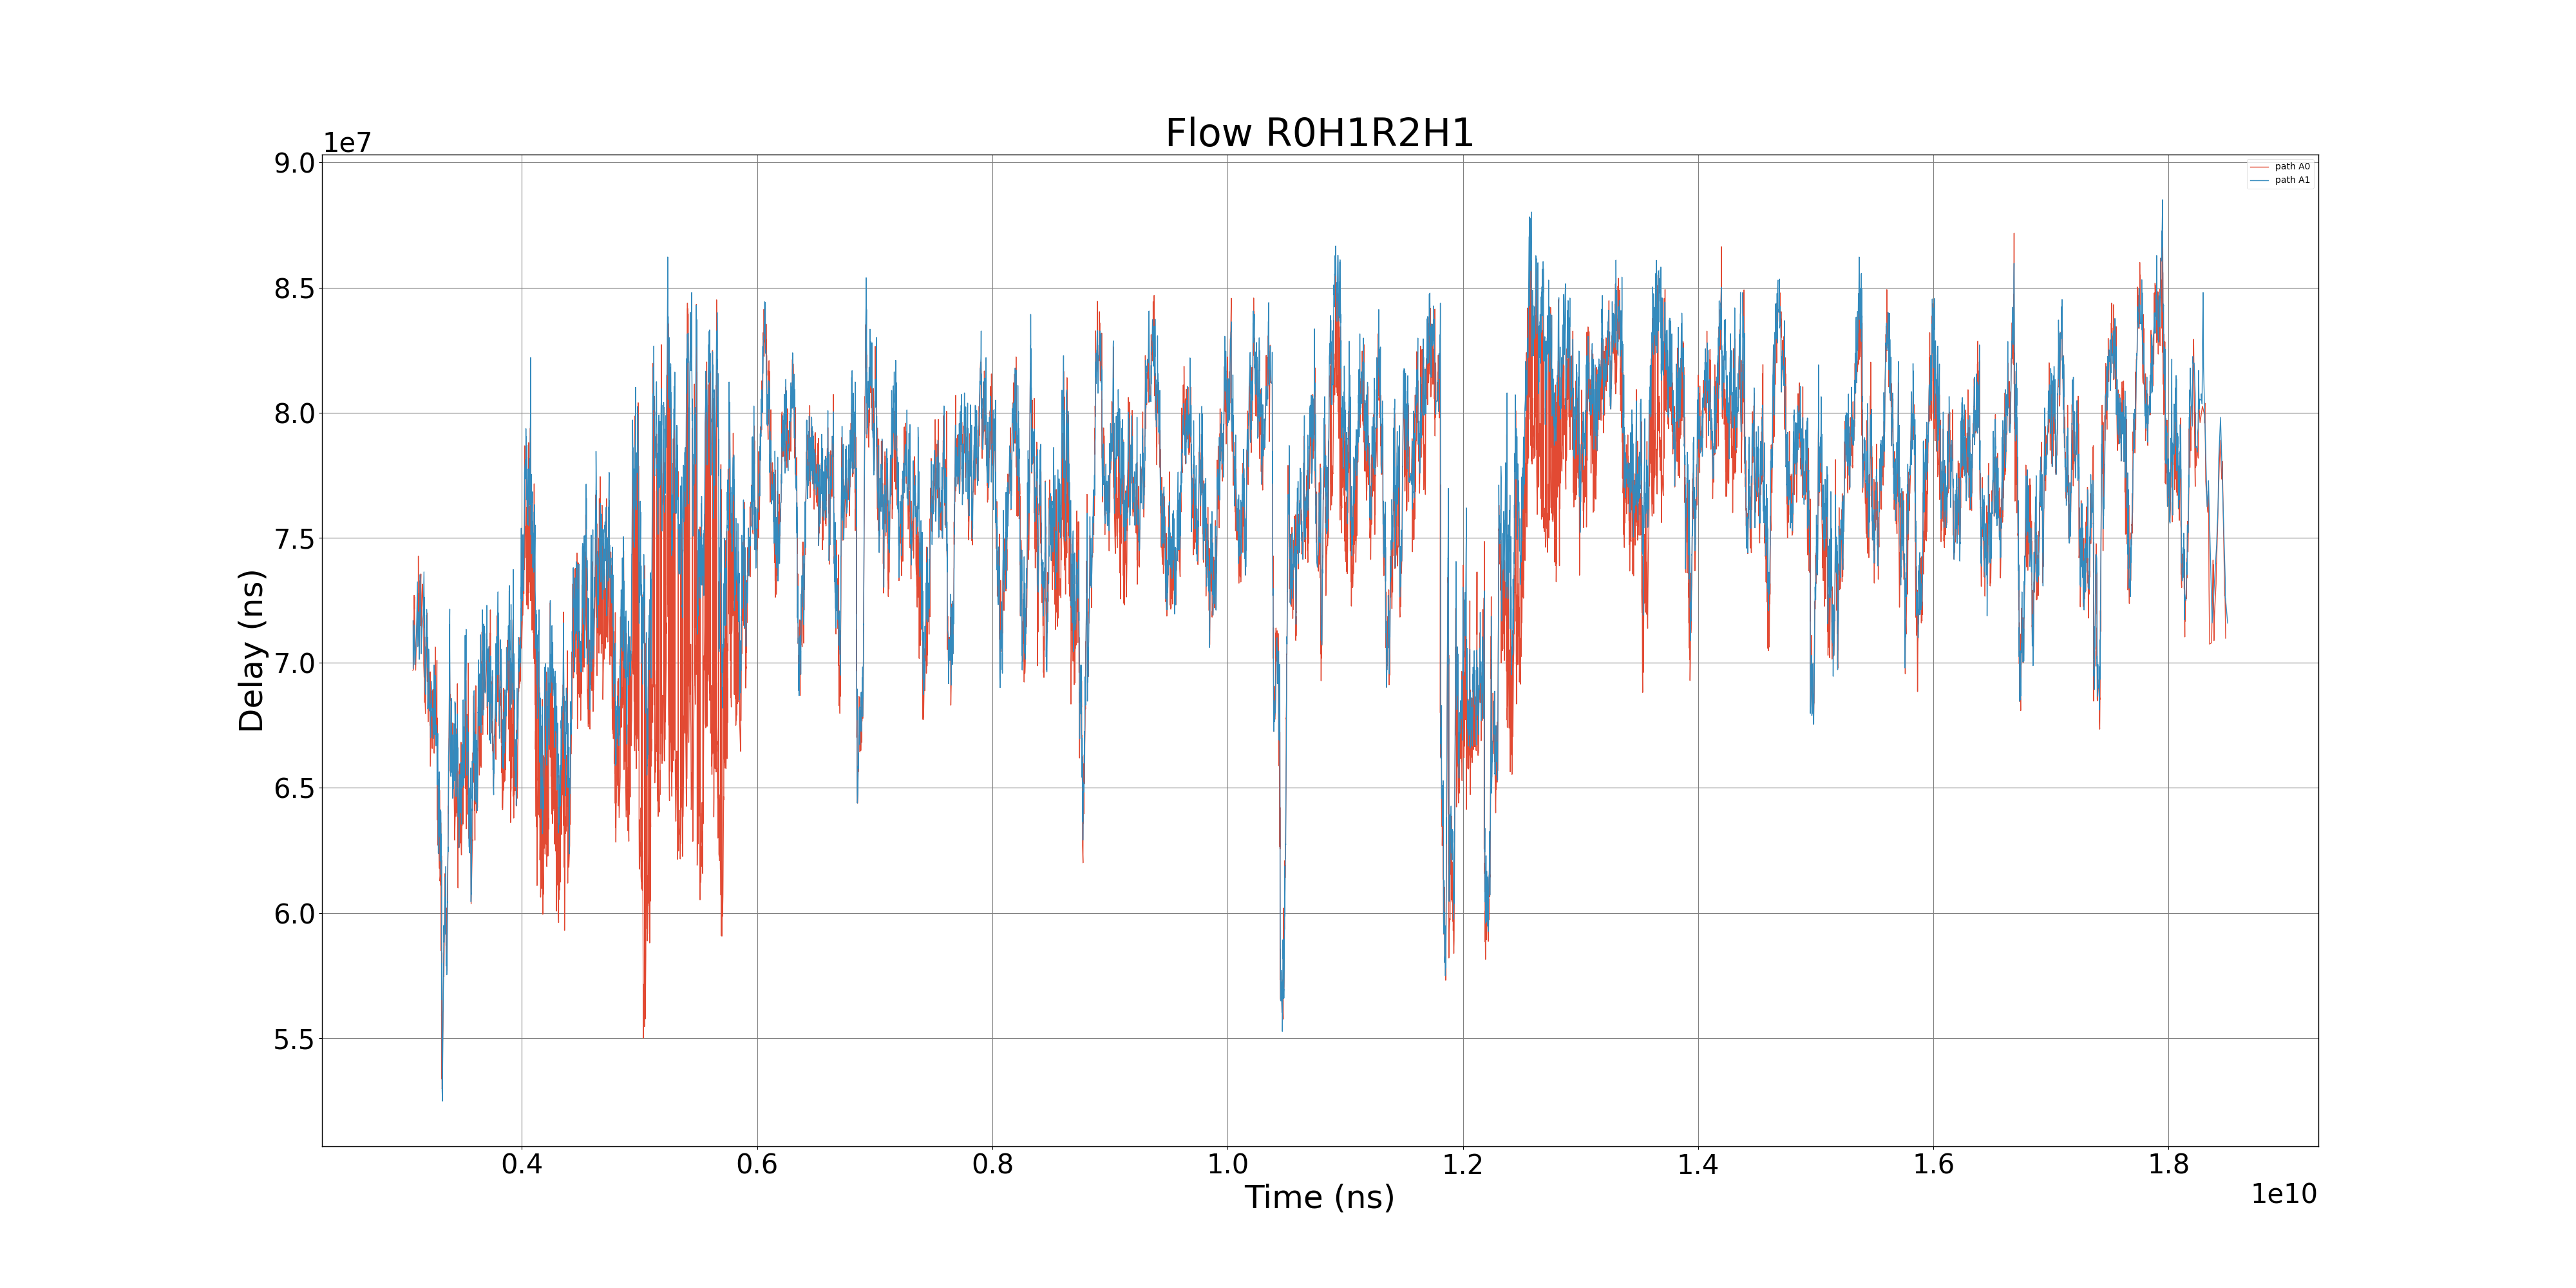 Flow R0H1R2H1
1e7
9.0
8.5
8.0
7.5
7.0
6.5
6.0
5.5
Delay (ns)
path A0
path A1
0.4 0.6 0.8 1.0 1.2 1.4 1.6 1.8
Time (ns)
1e10